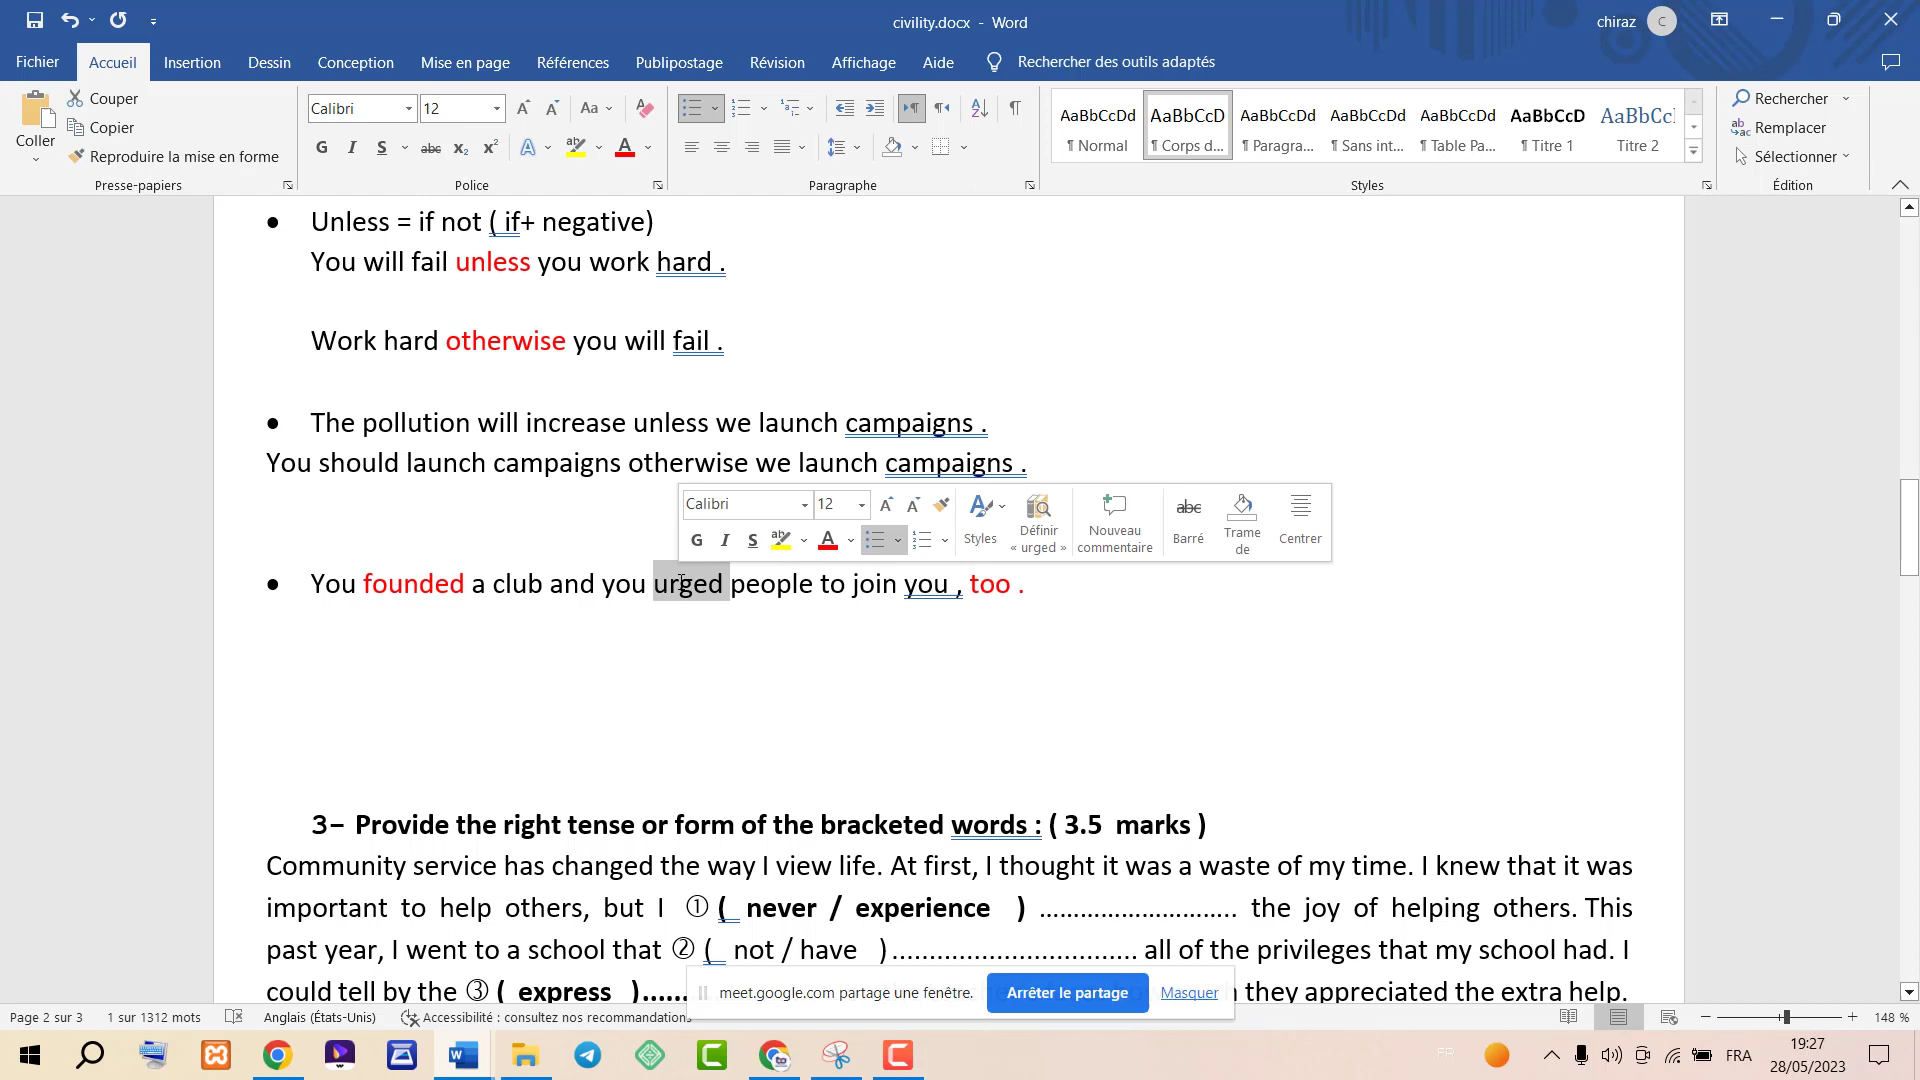 civility.docx - Word
chiraz
C
Fichier
Accueil
Insertion
Dessin
Conception
Mise en page
Références
Publipostage
Révision
Affichage
Aide
Rechercher des outils adaptés
Coller
Couper
Copier
Reproduire la mise en forme
Presse-papiers
Calibri
12
Aa
G I S abc x₂ x² A ab A
Police
Paragraphe
AaBbCcDd AaBbCcD AaBbCcDd AaBbCcDd AaBbCcDd AaBbCcD AaBbCcI
¶ Normal
¶ Corps d...
¶ Paragra...
¶ Sans int...
¶ Table Pa...
¶ Titre 1
Titre 2
Styles
Rechercher
Remplacer
Sélectionner
Édition
• Unless = if not ( if+ negative)
You will fail unless you work hard .
Work hard otherwise you will fail .
• The pollution will increase unless we launch campaigns .
You should launch campaigns otherwise we launch campaigns .
Calibri
12
G I S ab A
Styles
Définir
« urged »
Nouveau
commentaire
abc
Barré
Trame
de
Centrer
• You founded a club and you urged people to join you , too .
3– Provide the right tense or form of the bracketed words : ( 3.5 marks )
Community service has changed the way I view life. At first, I thought it was a waste of my time. I knew that it was
important to help others, but I ① ( never / experience ) ........................... the joy of helping others. This
past year, I went to a school that ② ( not / have ) ................................. all of the privileges that my school had. I
could tell by the ③ ( express ).......
they appreciated the extra help.
meet.google.com partage une fenêtre.
Arrêter le partage
Masquer
Page 2 sur 3
1 sur 1312 mots
Anglais (États-Unis)
Accessibilité : consultez nos recommandations
148 %
FRA
19:27
28/05/2023